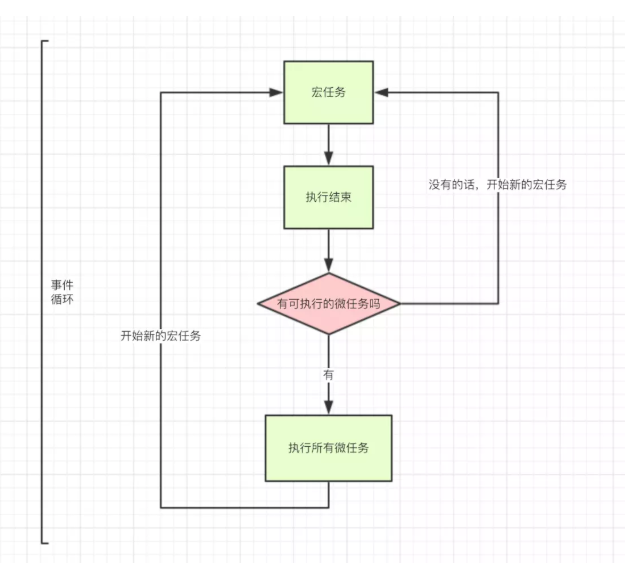 宏任务
没有的话，开始新的宏任务
执行结束
事件
循环
有可执行的微任务吗
开始新的宏任务
有
执行所有微任务